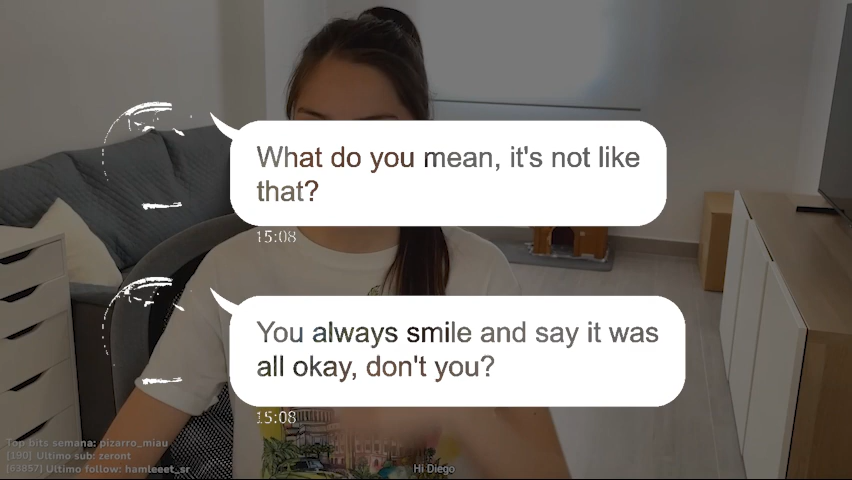 What do you mean, it's not like
that?
15:08
You always smile and say it was
all okay, don't you?
15:08
Top bits semana: pizarro_miau
[190] Ultimo sub: zeront
[63857] Ultimo follow: hamleeet_sr
Hi Diego